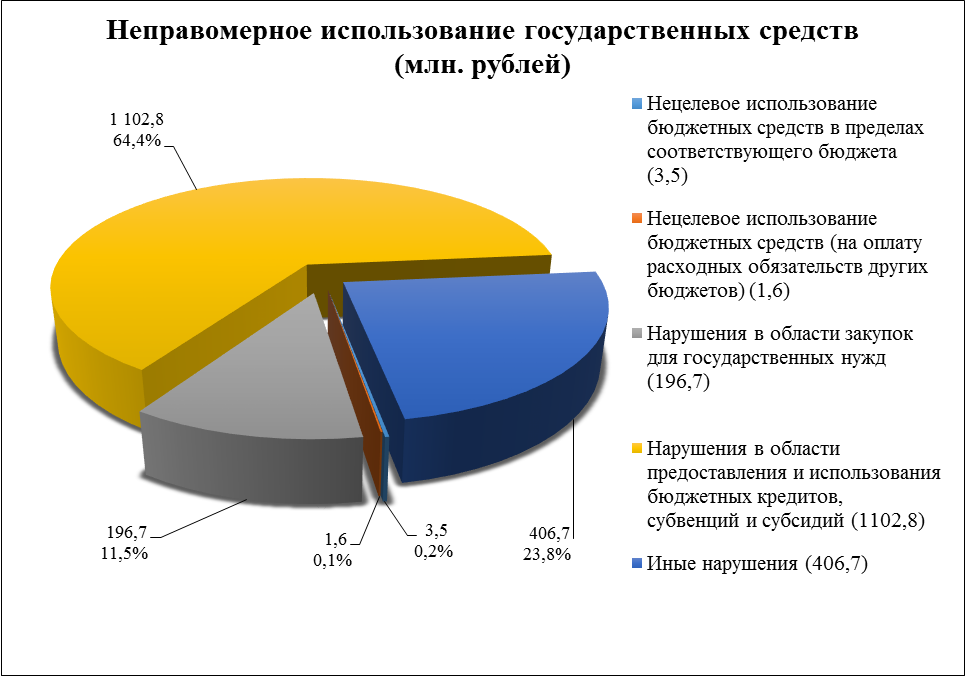 Неправомерное использование государственных средств
(млн. рублей)
1 102,8
64,4%
196,7
11,5%
1,6
0,1%
3,5
0,2%
406,7
23,8%
Нецелевое использование
бюджетных средств в пределах
соответствующего бюджета
(3,5)
Нецелевое использование
бюджетных средств (на оплату
расходных обязательств других
бюджетов) (1,6)
Нарушения в области закупок
для государственных нужд
(196,7)
Нарушения в области
предоставления и использования
бюджетных кредитов,
субвенций и субсидий (1102,8)
Иные нарушения (406,7)